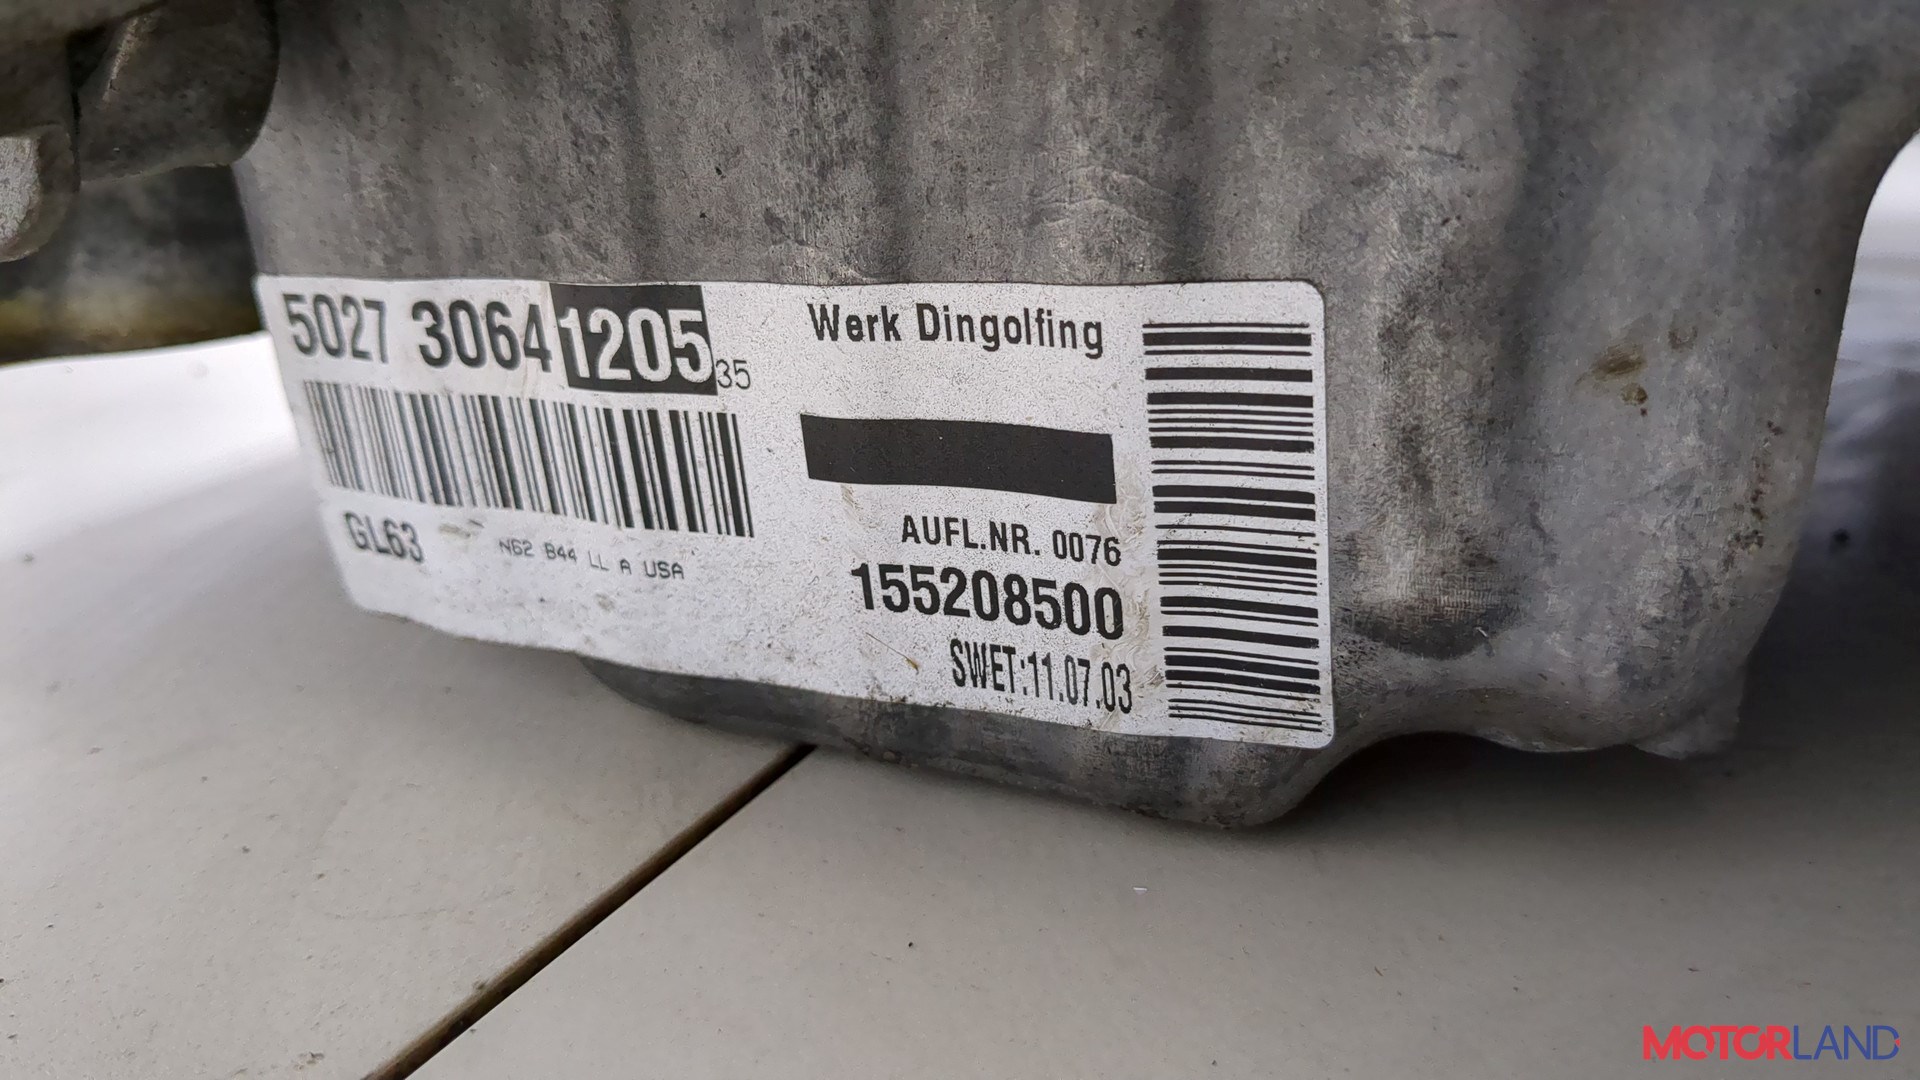 5027 3064 1205 35
Werk Dingolfing
GL63
N62 B44 LL A USA
AUFL.NR. 0076
155208500
SWET:11.07.03
MOTORLAND